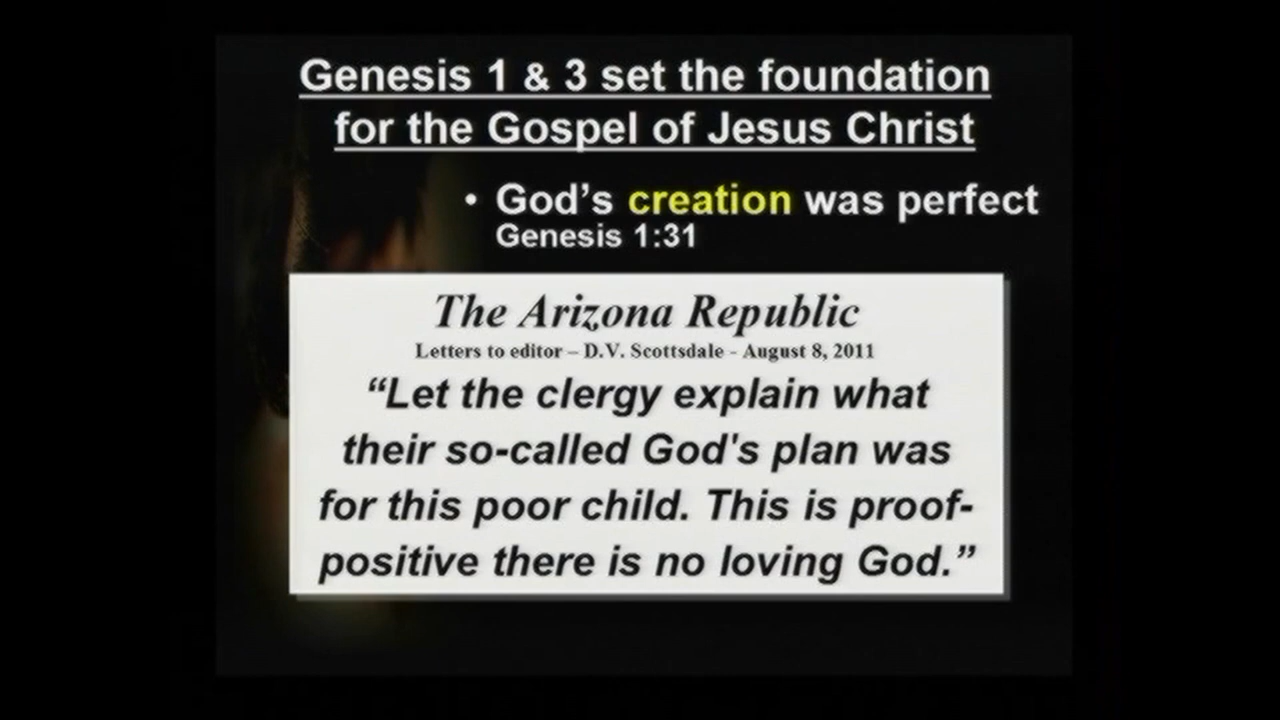 Genesis 1 & 3 set the foundation
for the Gospel of Jesus Christ
• God’s creation was perfect
Genesis 1:31
The Arizona Republic
Letters to editor – D.V. Scottsdale - August 8, 2011
“Let the clergy explain what
their so-called God's plan was
for this poor child. This is proof-
positive there is no loving God.”